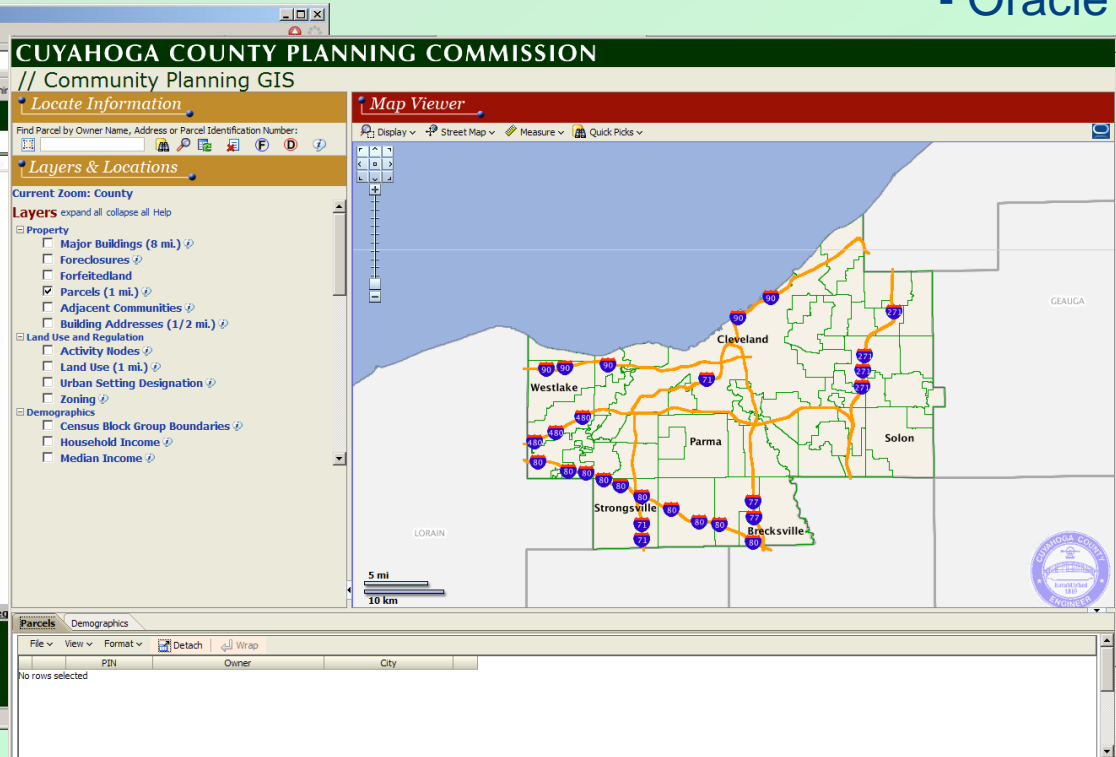 - Oracle
CUYAHOGA COUNTY PLANNING COMMISSION
// Community Planning GIS
Locate Information
Find Parcel by Owner Name, Address or Parcel Identification Number:
F D i
Layers & Locations
Current Zoom: County
Layers expand all collapse all Help
Property
Major Buildings (8 mi.)
Foreclosures
Forfeitedland
Parcels (1 mi.)
Adjacent Communities
Building Addresses (1/2 mi.)
Land Use and Regulation
Activity Nodes
Land Use (1 mi.)
Urban Setting Designation
Zoning
Demographics
Census Block Group Boundaries
Household Income
Median Income
Map Viewer
Display Street Map Measure Quick Picks
90
271
GEAUGA
90
Cleveland
271
90 90 90
271
71
271
Westlake
480
480
480
Parma
Solon
80
80 80
80
80
Strongsville
80
77
71
80 80
77
Brecksville
71
80
LORAIN
5 mi
10 km
CUYAHOGA COUNTY
ENGINEER
Parcels Demographics
File View Format Detach Wrap
PIN Owner City
No rows selected